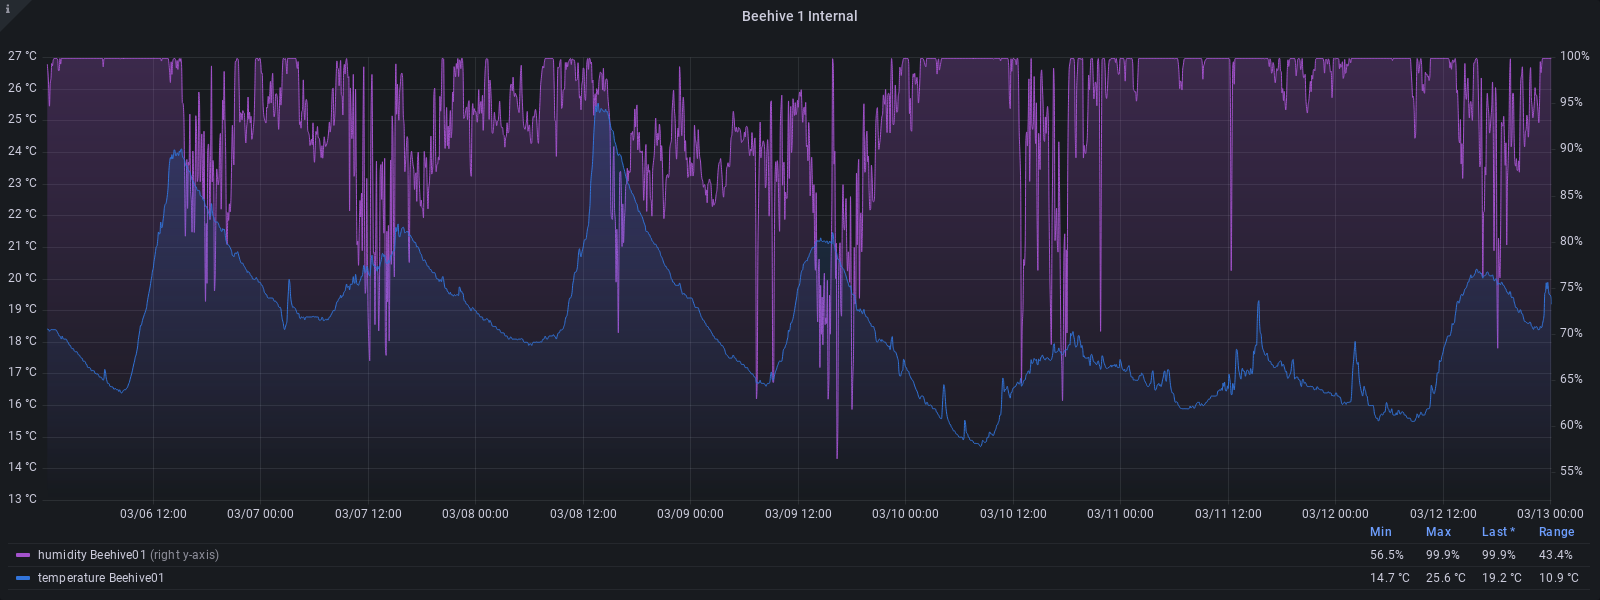 i
Beehive 1 Internal
27 °C 100%
26 °C 95%
25 °C 90%
24 °C 85%
23 °C 80%
22 °C 75%
21 °C 70%
20 °C 65%
19 °C 60%
18 °C 55%
17 °C
16 °C
15 °C
14 °C
13 °C
03/06 12:00 03/07 00:00 03/07 12:00 03/08 00:00 03/08 12:00 03/09 00:00 03/09 12:00 03/10 00:00 03/10 12:00 03/11 00:00 03/11 12:00 03/12 00:00 03/12 12:00 03/13 00:00
Min Max Last * Range
humidity Beehive01 (right y-axis) 56.5% 99.9% 99.9% 43.4%
temperature Beehive01 14.7 °C 25.6 °C 19.2 °C 10.9 °C